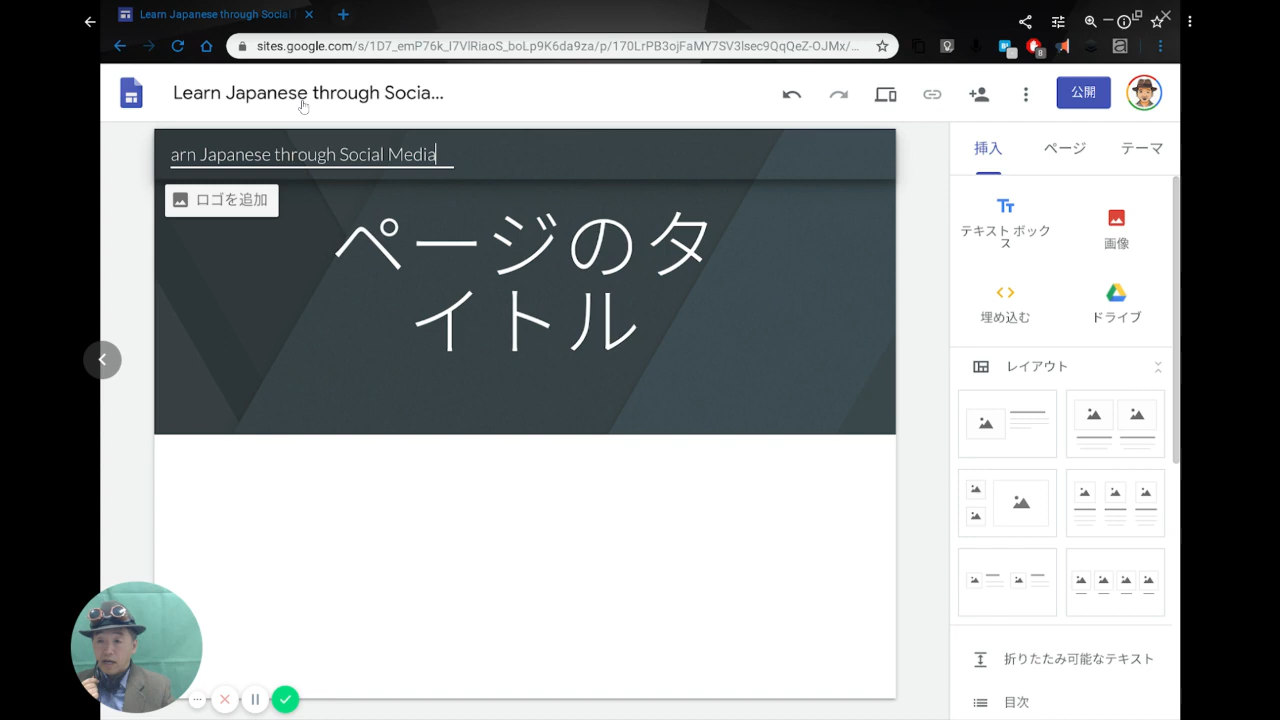 Learn Japanese through Social
sites.google.com/s/1D7_emP76k_I7VlRiaoS_boLp9K6da9za/p/170LrPB3ojFaMY7SV3lsec9QqQeZ-OJMx/...
8
Learn Japanese through Socia...
公開
arn Japanese through Social Media
ロゴを追加
ページのタ
イトル
挿入
ページ
テーマ
テキスト ボック
ス
画像
埋め込む
ドライブ
レイアウト
折りたたみ可能なテキスト
目次